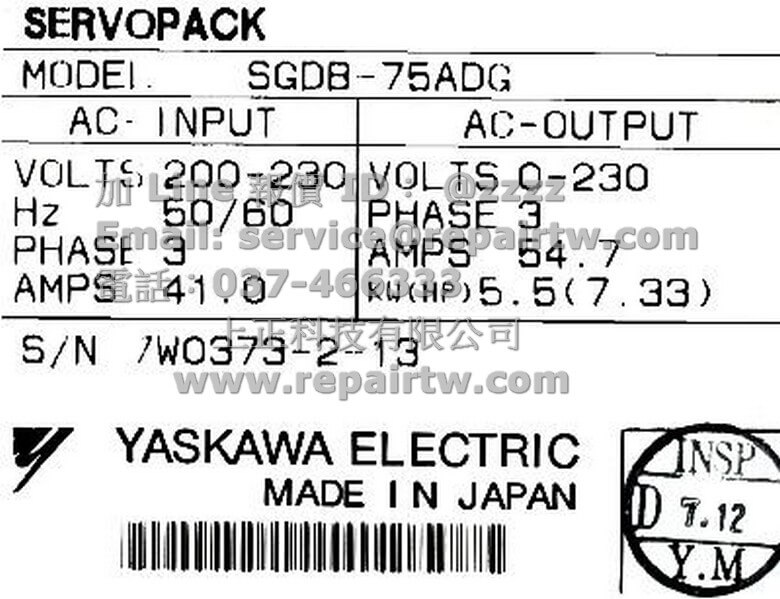 SERVOPACK
MODEL SGDB-75ADG
AC-INPUT AC-OUTPUT
VOLTS 200-230 VOLTS 0-230
加 Line 報價 ID： @zzzz
Hz 50/60 PHASE 3
Email: service@repairtw.com
PHASE 3 AMPS 54.7
電話：037-466333
AMPS 41.0 KW(HP) 5.5(7.33)
上正科技有限公司
S/N 7W0373-2-13
www.repairtw.com
YASKAWA ELECTRIC
MADE IN JAPAN
INSP
D 7.12
Y.M